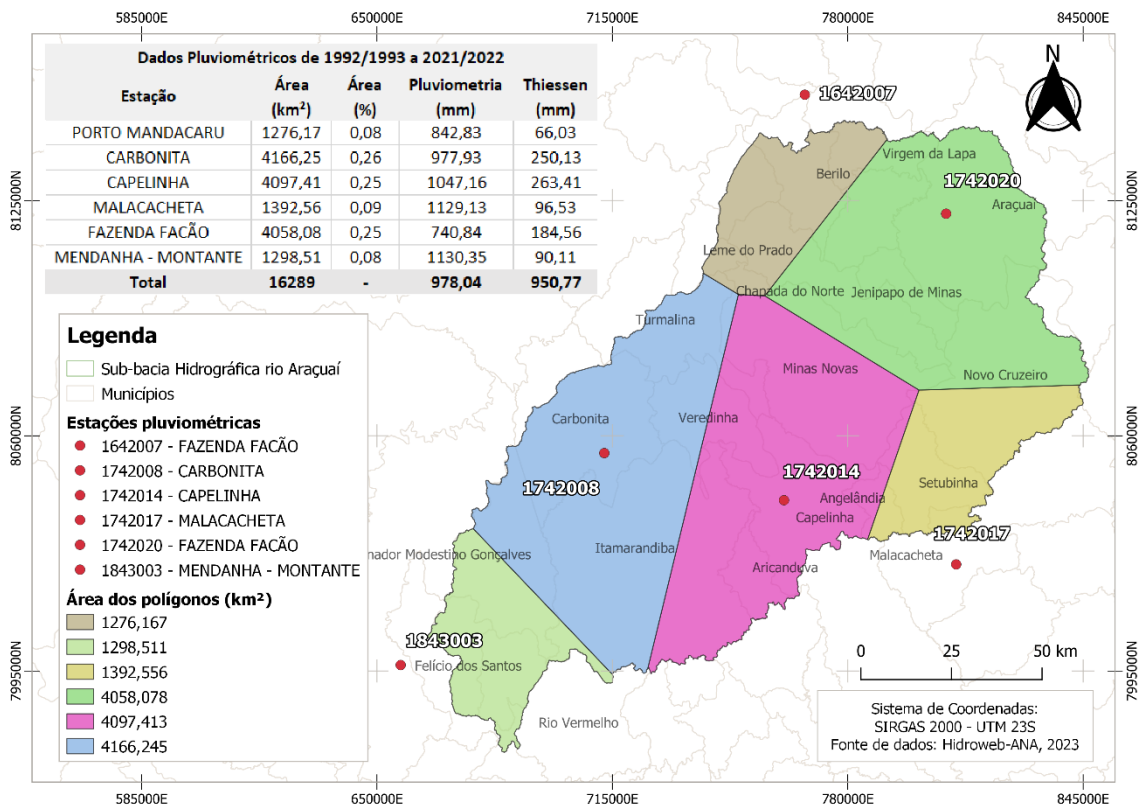 585000E 650000E 715000E 780000E 845000E
Dados Pluviométricos de 1992/1993 a 2021/2022
Estação Área (km²) Área (%) Pluviometria (mm) Thiessen (mm)
PORTO MANDACARU 1276,17 0,08 842,83 66,03
CARBONITA 4166,25 0,26 977,93 250,13
CAPELINHA 4097,41 0,25 1047,16 263,41
MALACACHETA 1392,56 0,09 1129,13 96,53
FAZENDA FACÃO 4058,08 0,25 740,84 184,56
MENDANHA - MONTANTE 1298,51 0,08 1130,35 90,11
Total 16289 - 978,04 950,77
N
1642007
Virgem da Lapa
Berilo
1742020
Araçuaí
Leme do Prado
Chapada do Norte
Jenipapo de Minas
Turmalina
Minas Novas
Novo Cruzeiro
Carbonita
Veredinha
1742008
1742014
Angelândia
Capelinha
Setubinha
1742017
Malacacheta
Itamarandiba
nador Modestino Gonçalves
Aricanduva
1843003
Felício dos Santos
Rio Vermelho
8125000N
8060000N
7995000N
8125000N
8060000N
7995000N
Legenda
Sub-bacia Hidrográfica rio Araçuaí
Municípios
Estações pluviométricas
1642007 - FAZENDA FACÃO
1742008 - CARBONITA
1742014 - CAPELINHA
1742017 - MALACACHETA
1742020 - FAZENDA FACÃO
1843003 - MENDANHA - MONTANTE
Área dos polígonos (km²)
1276,167
1298,511
1392,556
4058,078
4097,413
4166,245
0 25 50 km
Sistema de Coordenadas:
SIRGAS 2000 - UTM 23S
Fonte de dados: Hidroweb-ANA, 2023
585000E 650000E 715000E 780000E 845000E